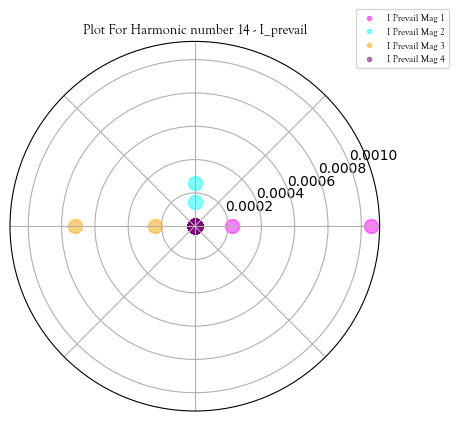 Plot For Harmonic number 14 - I_prevail
I Prevail Mag 1
I Prevail Mag 2
I Prevail Mag 3
I Prevail Mag 4
0.0010
0.0008
0.0006
0.0004
0.0002